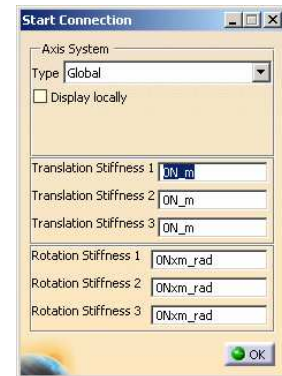 Start Connection
Axis System
Type Global
Display locally
Translation Stiffness 1 0N_m
Translation Stiffness 2 0N_m
Translation Stiffness 3 0N_m
Rotation Stiffness 1 0Nxm_rad
Rotation Stiffness 2 0Nxm_rad
Rotation Stiffness 3 0Nxm_rad
OK